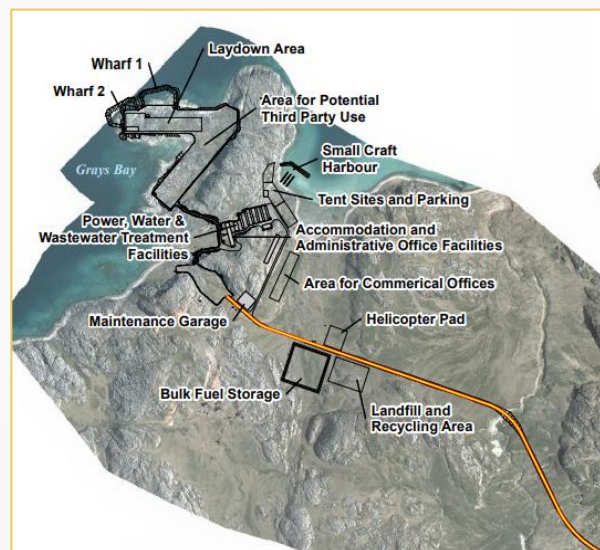 Laydown Area
Wharf 1
Wharf 2
Area for Potential
Third Party Use
Small Craft
Harbour
Grays Bay
Tent Sites and Parking
Power, Water &
Wastewater Treatment
Facilities
Accommodation and
Administrative Office Facilities
Area for Commerical Offices
Maintenance Garage
Helicopter Pad
Bulk Fuel Storage
Landfill and
Recycling Area